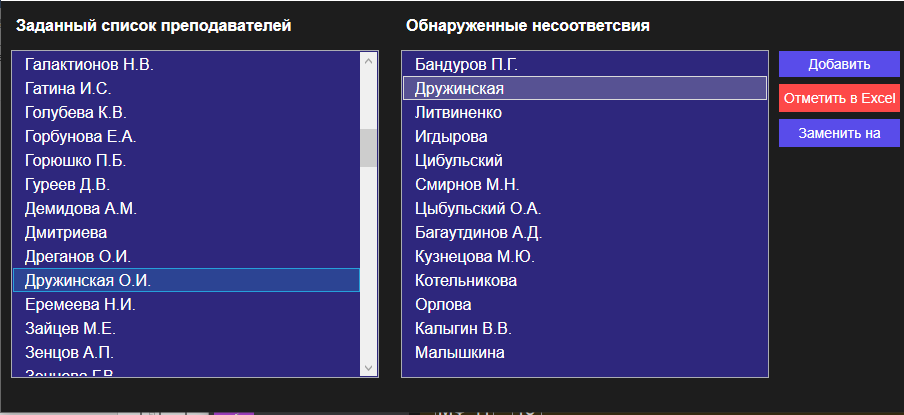 Заданный список преподавателей
Галактионов Н.В.
Гатина И.С.
Голубева К.В.
Горбунова Е.А.
Горюшко П.Б.
Гуреев Д.В.
Демидова А.М.
Дмитриева
Дреганов О.И.
Дружинская О.И.
Еремеева Н.И.
Зайцев М.Е.
Зенцов А.П.
Обнаруженные несоответсвия
Бандуров П.Г.
Дружинская
Литвиненко
Игдырова
Цибульский
Смирнов М.Н.
Цыбульский О.А.
Багаутдинов А.Д.
Кузнецова М.Ю.
Котельникова
Орлова
Калыгин В.В.
Малышкина
Добавить
Отметить в Excel
Заменить на